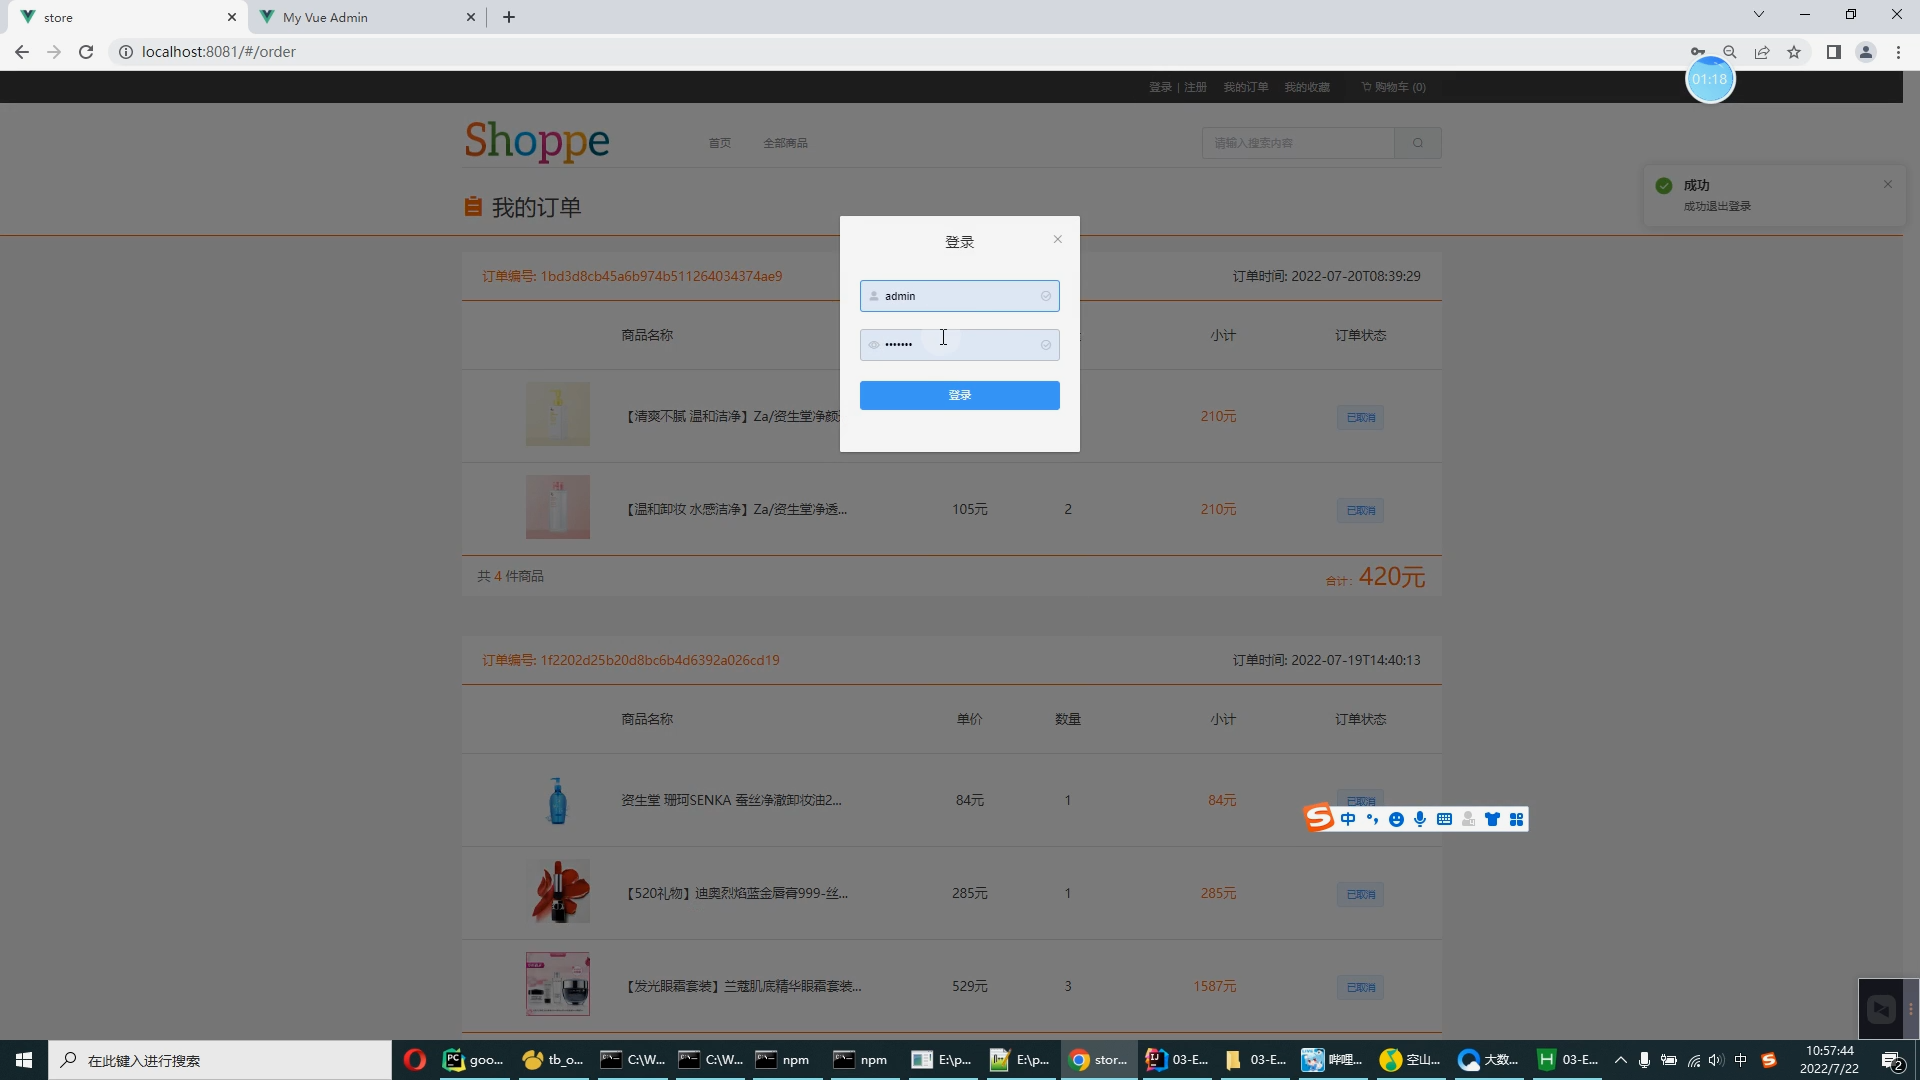 store
My Vue Admin
localhost:8081/#/order
01:18
登录 | 注册 我的订单 我的收藏 购物车 (0)
Shoppe 首页 全部商品 请输入搜索内容
成功
成功退出登录
我的订单
登录
admin
•••••••
登录
订单编号: 1bd3d8cb45a6b974b511264034374ae9 订单时间: 2022-07-20T08:39:29
商品名称 小计 订单状态
【清爽不腻 温和洁净】Za/资生堂净颜 210元 已取消
【温和卸妆 水感洁净】Za/资生堂净透... 105元 2 210元 已取消
共 4 件商品 合计: 420元
订单编号: 1f2202d25b20d8bc6b4d6392a026cd19 订单时间: 2022-07-19T14:40:13
商品名称 单价 数量 小计 订单状态
资生堂 珊珂SENKA 蚕丝净澈卸妆油2... 84元 1 84元 已取消
中
【520礼物】迪奥烈焰蓝金唇膏999-丝... 285元 1 285元 已取消
【发光眼霜套装】兰蔻肌底精华眼霜套装... 529元 3 1587元 已取消
在此键入进行搜索
goo... tb_o... C:\W... C:\W... npm npm E:\p... E:\p... stor... 03-E... 03-E... 哔哩... 空山... 大数... 03-E... 中
10:57:44
2022/7/22
2